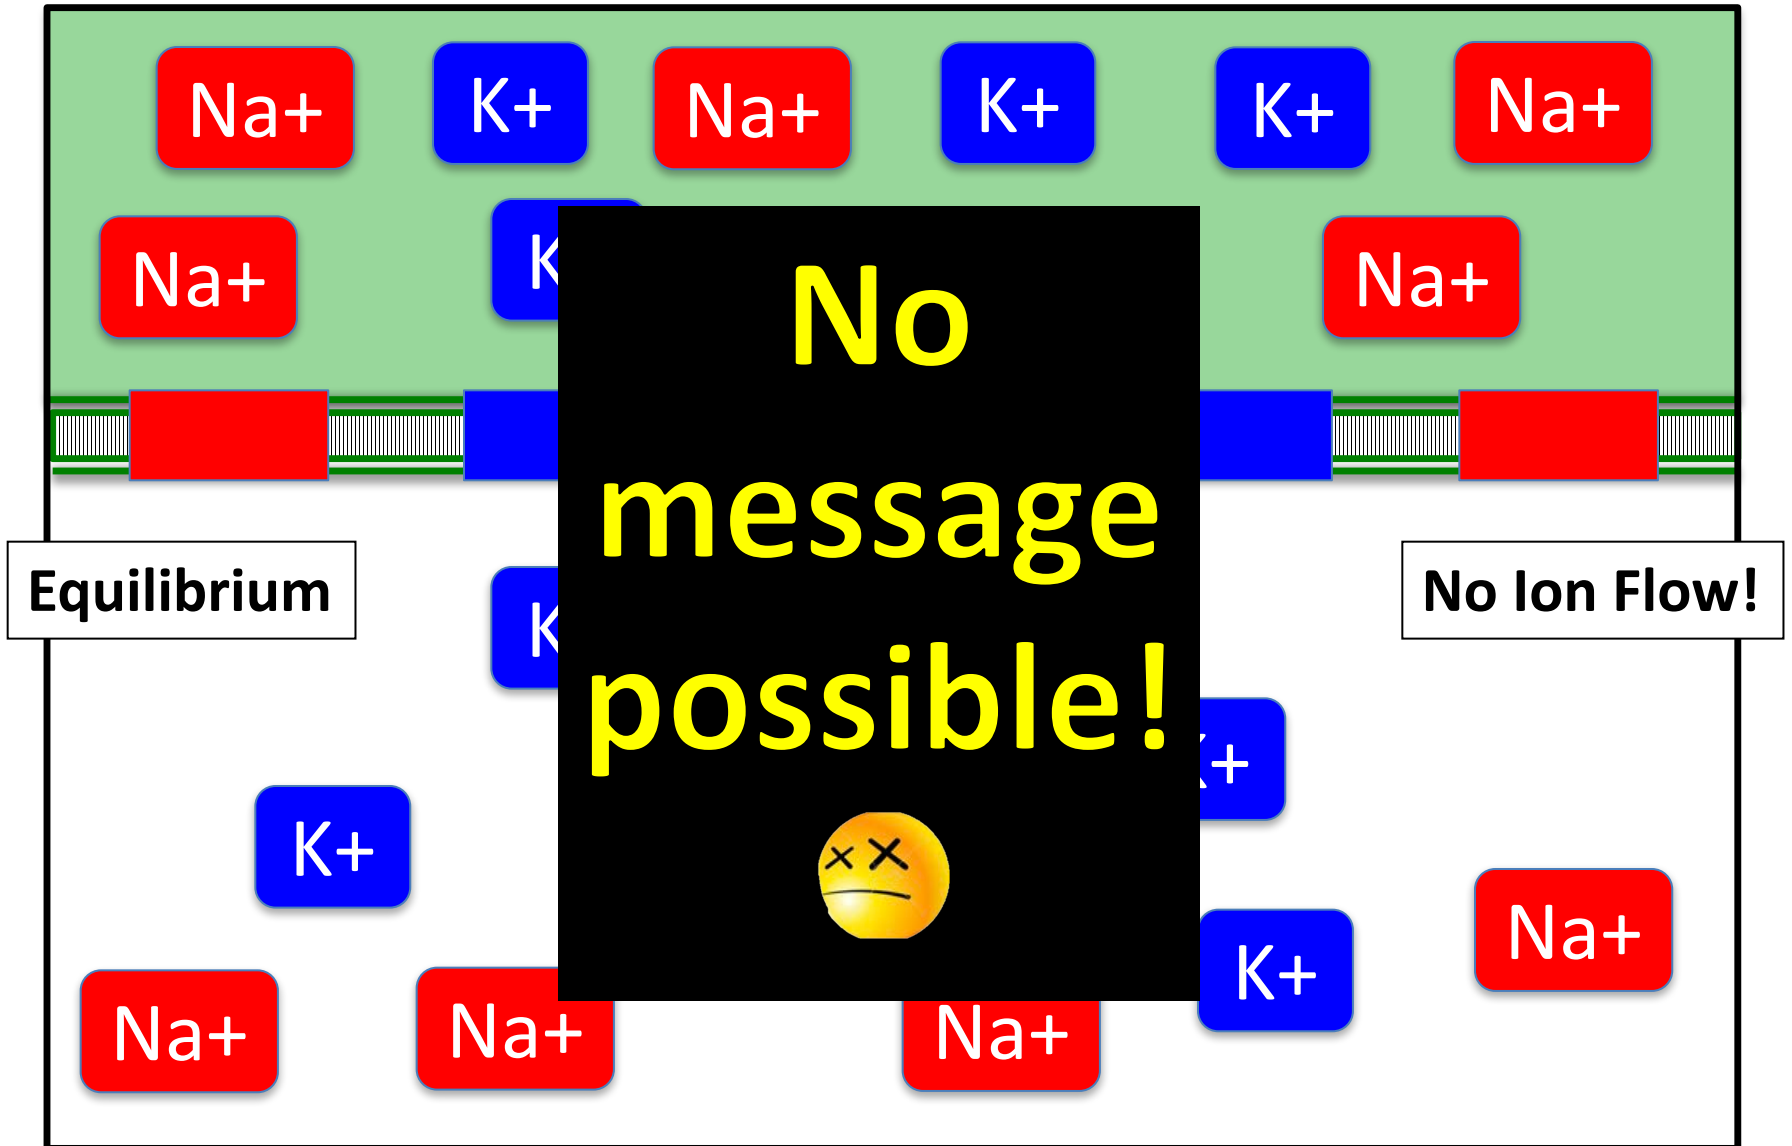 Na+ K+ Na+ K+ K+ Na+
Na+ K Na+
No
message
possible!
Equilibrium
No Ion Flow!
K
K+
K+
Na+
K+
Na+ Na+ Na+